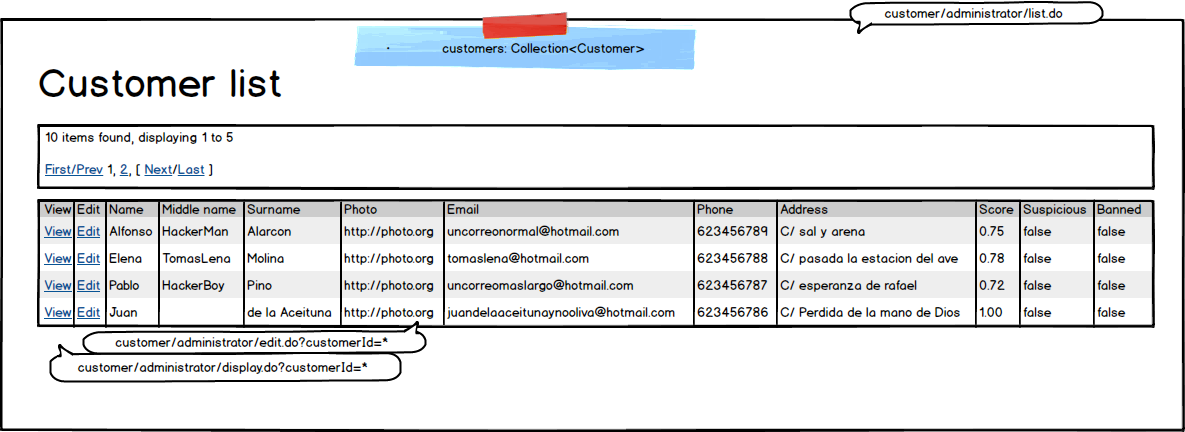 customer/administrator/list.do
customers: Collection<Customer>
Customer list
10 items found, displaying 1 to 5
First/Prev 1, 2, [ Next/Last ]
View Edit Name Middle name Surname Photo Email Phone Address Score Suspicious Banned
View Edit Alfonso HackerMan Alarcon http://photo.org uncorreonormal@hotmail.com 623456789 C/ sal y arena 0.75 false false
View Edit Elena TomasLena Molina http://photo.org tomaslena@hotmail.com 623456788 C/ pasada la estacion del ave 0.78 false false
View Edit Pablo HackerBoy Pino http://photo.org uncorreomaslargo@hotmail.com 623456787 C/ esperanza de rafael 0.72 false false
View Edit Juan de la Aceituna http://photo.org juandelaaceitunaynooliva@hotmail.com 623456786 C/ Perdida de la mano de Dios 1.00 false false
customer/administrator/edit.do?customerId=*
customer/administrator/display.do?customerId=*